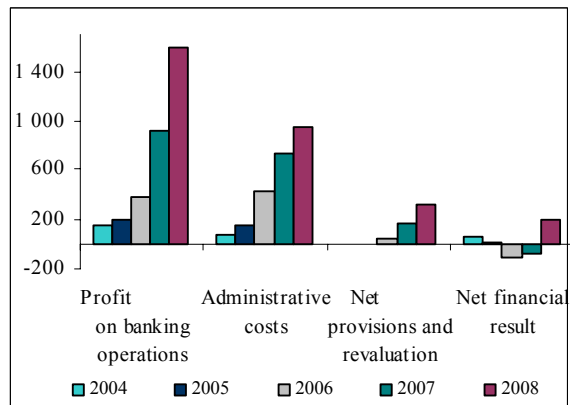 1 400
1 000
600
200
-200
Profit on banking operations
Administrative costs
Net provisions and revaluation
Net financial result
2004 2005 2006 2007 2008